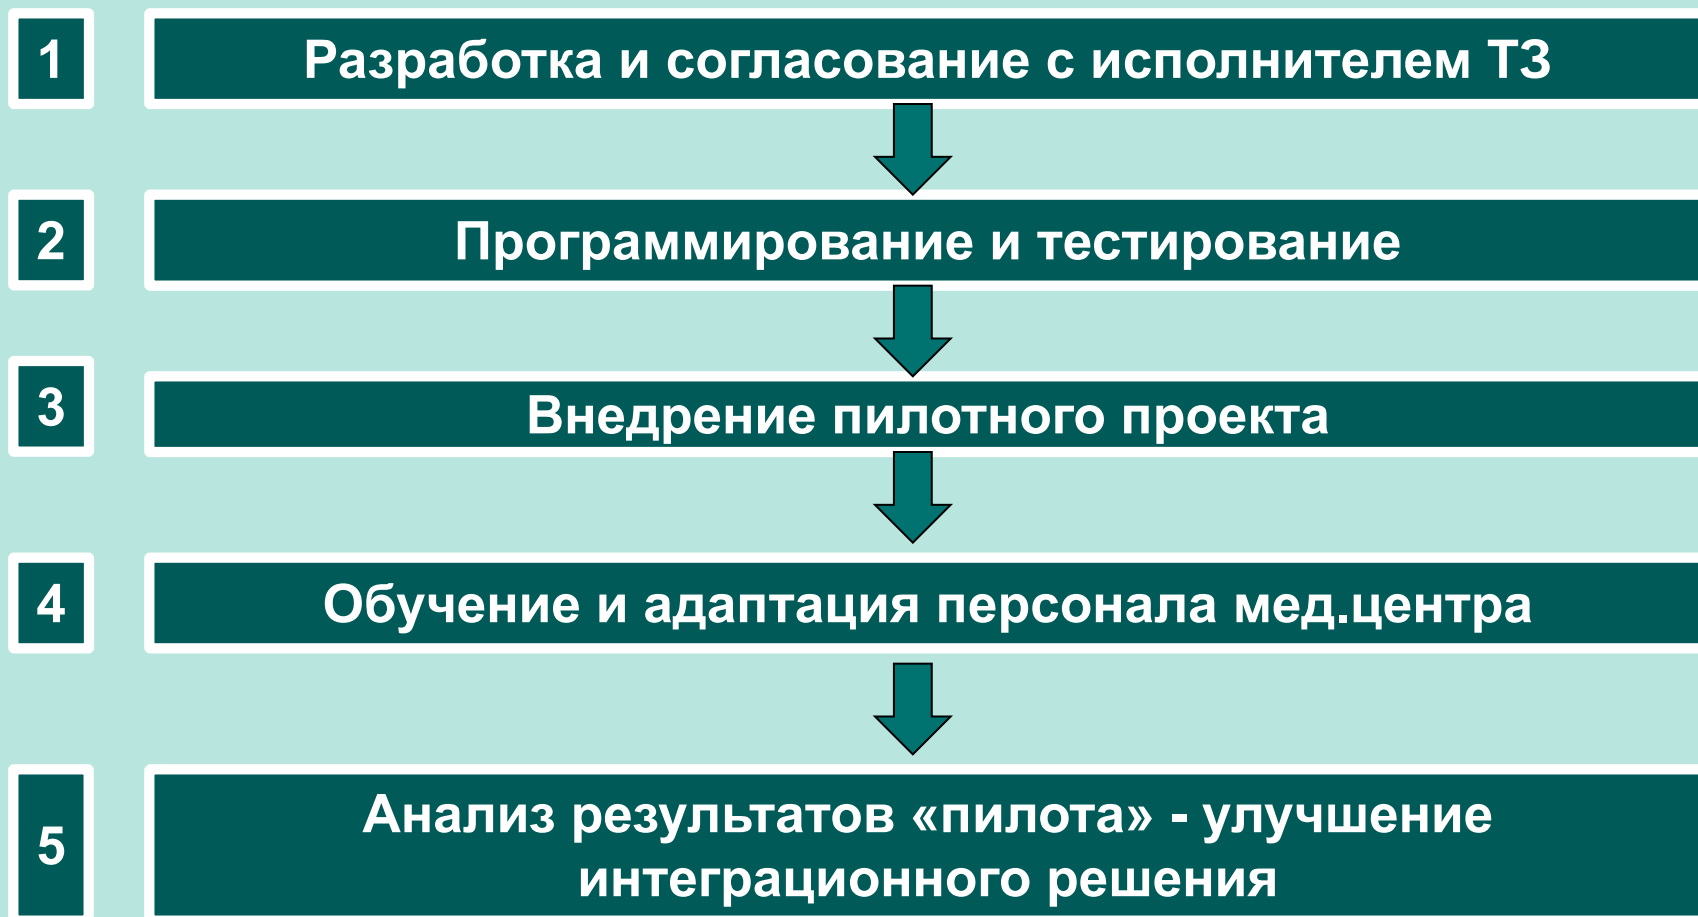 1
Разработка и согласование с исполнителем ТЗ
2
Программирование и тестирование
3
Внедрение пилотного проекта
4
Обучение и адаптация персонала мед.центра
5
Анализ результатов «пилота» - улучшение
интеграционного решения